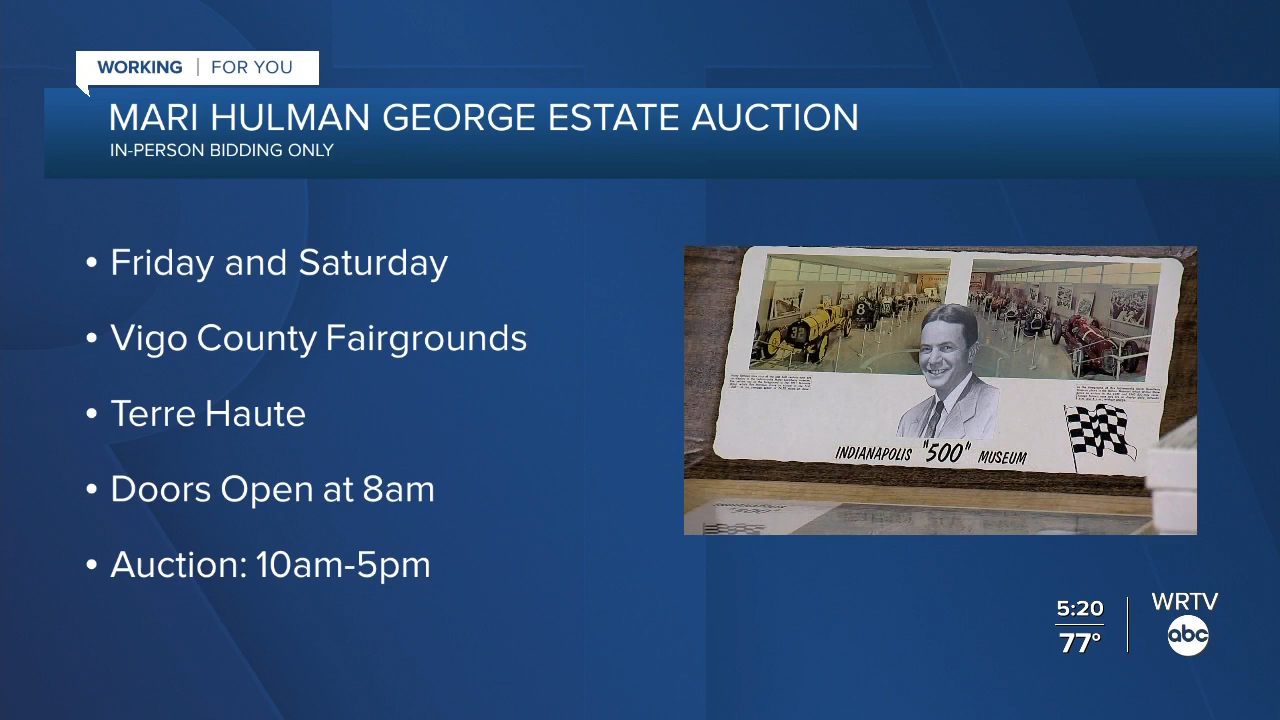 WORKING | FOR YOU
MARI HULMAN GEORGE ESTATE AUCTION
IN-PERSON BIDDING ONLY
• Friday and Saturday
• Vigo County Fairgrounds
• Terre Haute
• Doors Open at 8am
• Auction: 10am-5pm
INDIANAPOLIS "500" MUSEUM
5:20
77°
WRTV
abc